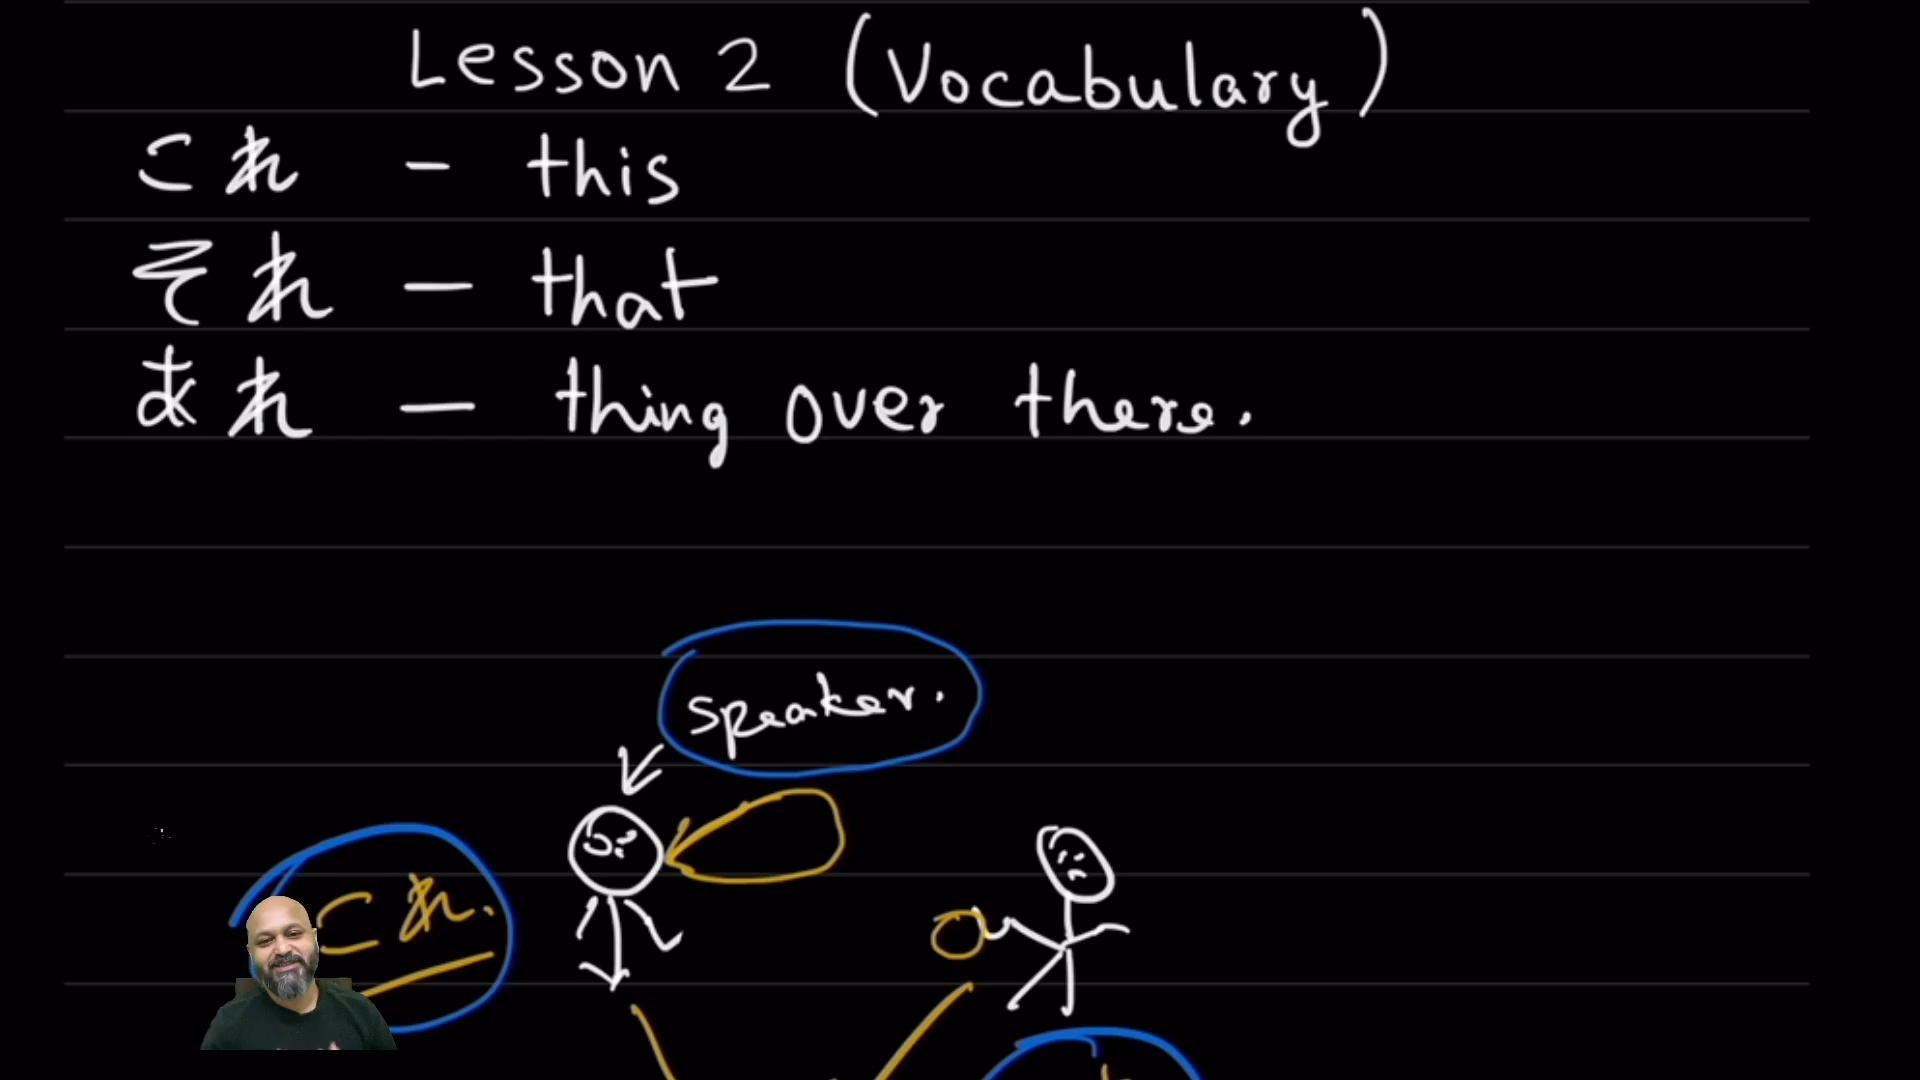 Lesson 2 (Vocabulary)
これ - this
それ - that
あれ - thing over there.
speaker.
これ.